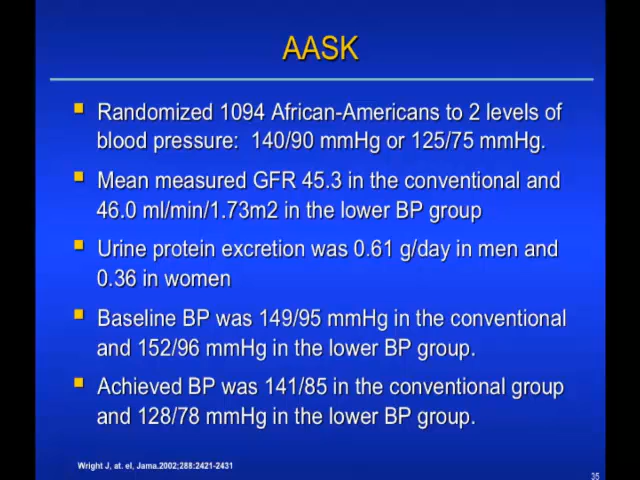 AASK
Randomized 1094 African-Americans to 2 levels of
blood pressure: 140/90 mmHg or 125/75 mmHg.
Mean measured GFR 45.3 in the conventional and
46.0 ml/min/1.73m2 in the lower BP group
Urine protein excretion was 0.61 g/day in men and
0.36 in women
Baseline BP was 149/95 mmHg in the conventional
and 152/96 mmHg in the lower BP group.
Achieved BP was 141/85 in the conventional group
and 128/78 mmHg in the lower BP group.
Wright J, at. el, Jama.2002;288:2421-2431
35